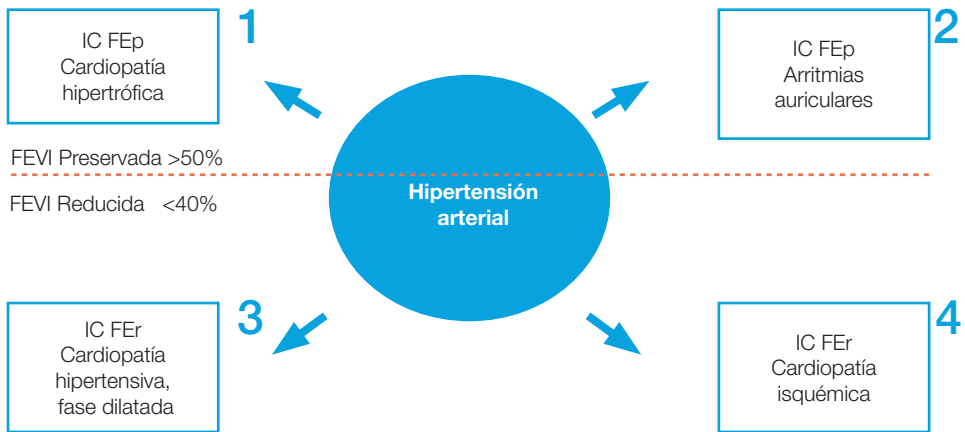 1
IC FEp
Cardiopatía
hipertrófica
2
IC FEp
Arritmias
auriculares
FEVI Preservada >50%
FEVI Reducida <40%
Hipertensión
arterial
3
IC FEr
Cardiopatía
hipertensiva,
fase dilatada
4
IC FEr
Cardiopatía
isquémica